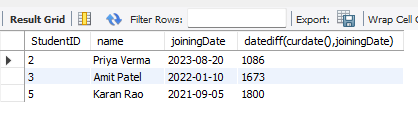 Result Grid Filter Rows: Export: Wrap Cell C
StudentID name joiningDate datediff(curdate(),joiningDate)
2 Priya Verma 2023-08-20 1086
3 Amit Patel 2022-01-10 1673
5 Karan Rao 2021-09-05 1800